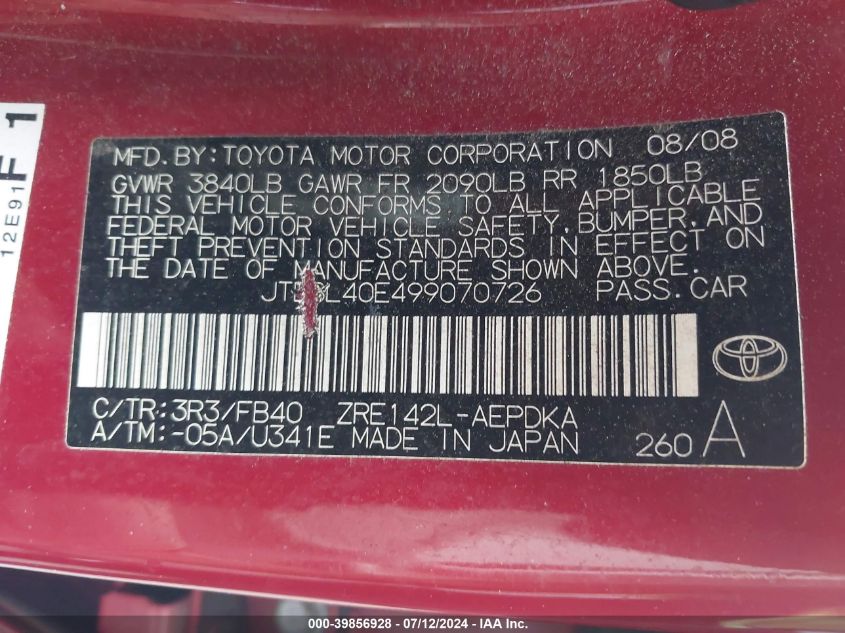 F 1
12E91
MFD. BY: TOYOTA MOTOR CORPORATION 08/08
GVWR 3840LB GAWR FR 2090LB RR 1850LB
THIS VEHICLE CONFORMS TO ALL APPLICABLE
FEDERAL MOTOR VEHICLE SAFETY, BUMPER, AND
THEFT PREVENTION STANDARDS IN EFFECT ON
THE DATE OF MANUFACTURE SHOWN ABOVE.
PASS. CAR
C/TR: 3R3/FB40 ZRE142L-AEPDKA
A/TM: -05A/U341E MADE IN JAPAN 260 A
000-39856928 - 07/12/2024 - IAA Inc.